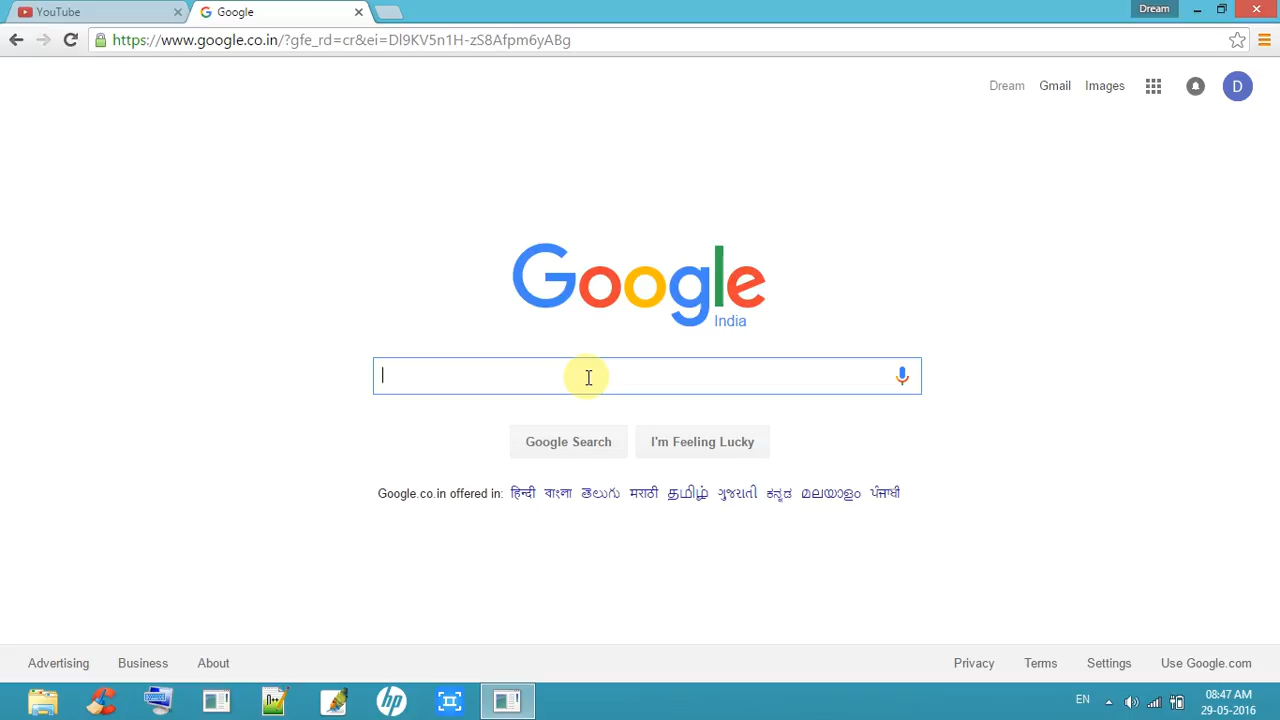 YouTube
Google
Dream
https://www.google.co.in/?gfe_rd=cr&ei=Dl9KV5n1H-zS8Afpm6yABg
Dream Gmail Images D
Google
India
Google Search I'm Feeling Lucky
Google.co.in offered in: हिन्दी বাংলা తెలుగు मराठी தமிழ் ગુજરાતી ಕನ್ನಡ മലയാളം ਪੰਜਾਬੀ
Advertising Business About Privacy Terms Settings Use Google.com
hp EN 08:47 AM
29-05-2016